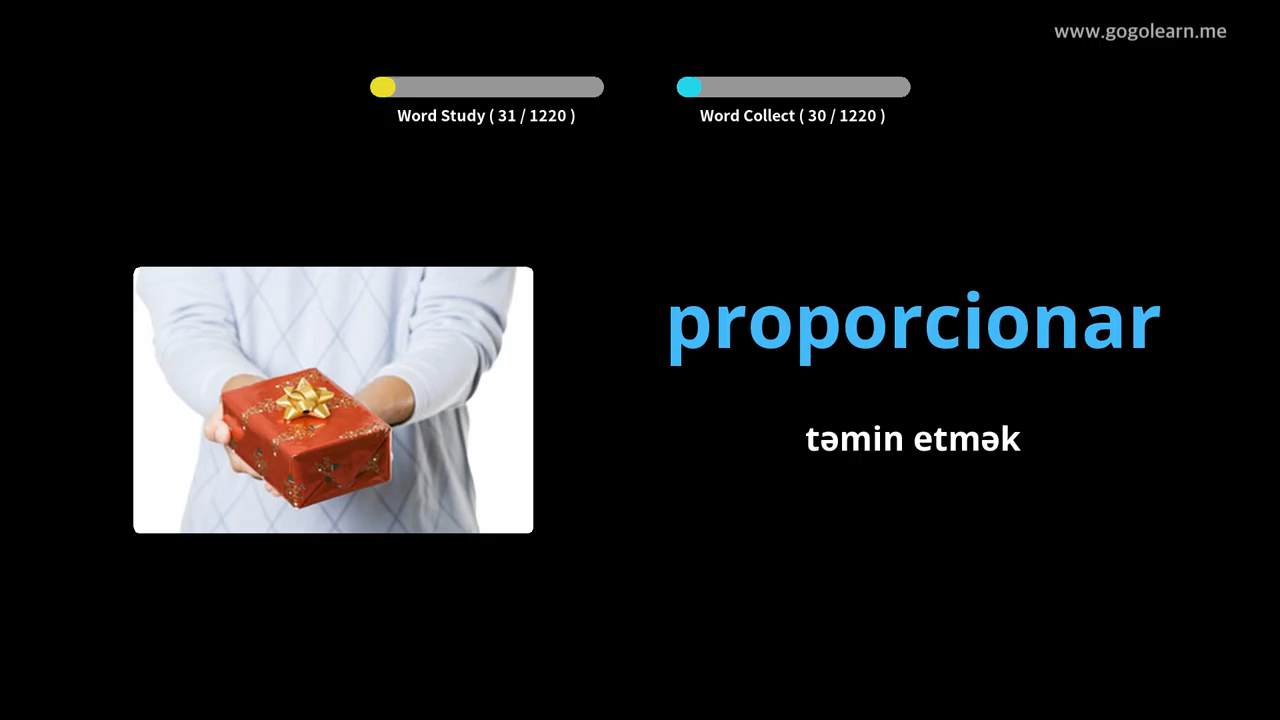 www.gogolearn.me
Word Study ( 31 / 1220 )
Word Collect ( 30 / 1220 )
proporcionar
təmin etmək